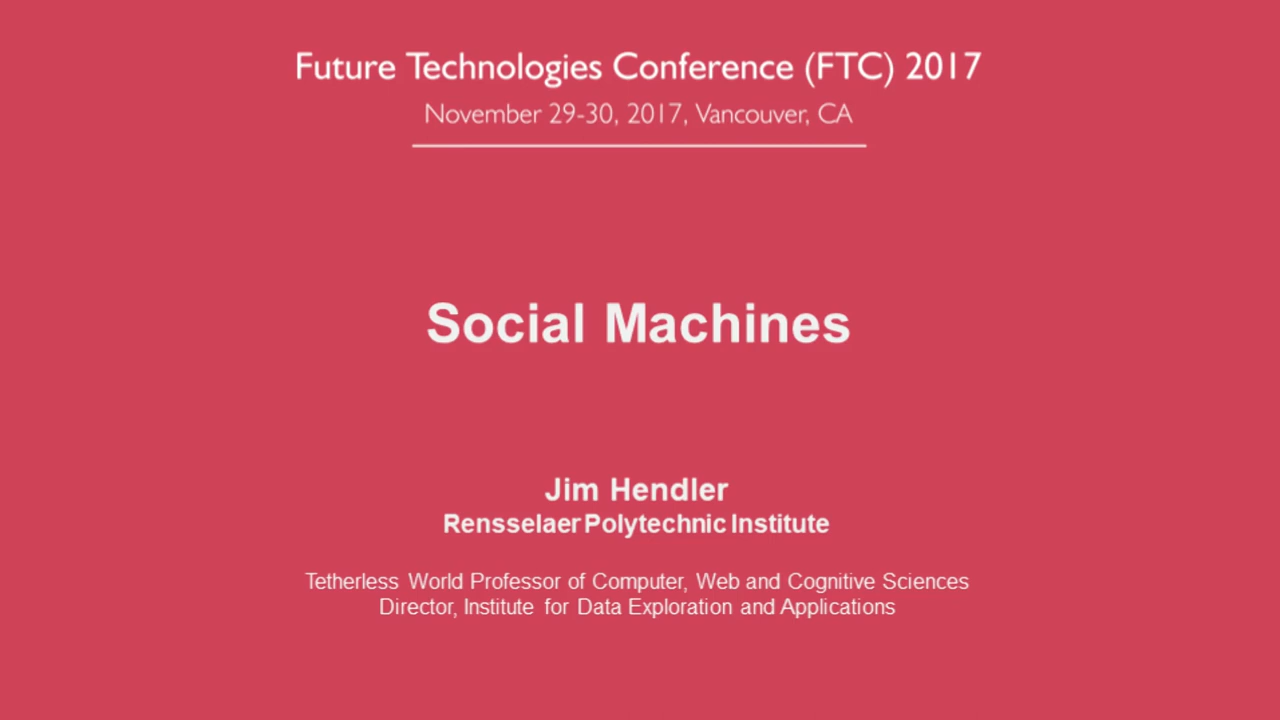 Future Technologies Conference (FTC) 2017
November 29-30, 2017, Vancouver, CA
Social Machines
Jim Hendler
Rensselaer Polytechnic Institute
Tetherless World Professor of Computer, Web and Cognitive Sciences
Director, Institute for Data Exploration and Applications